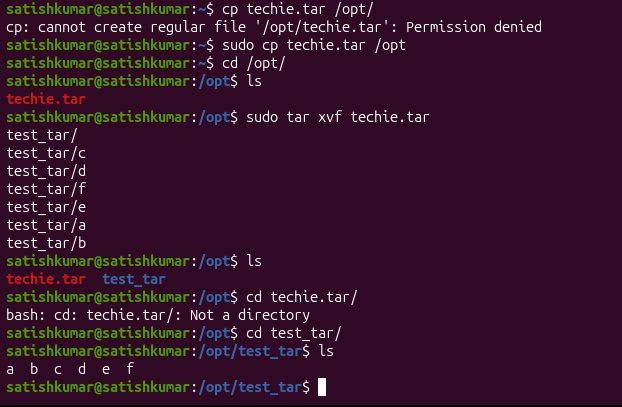 satishkumar@satishkumar:~$ cp techie.tar /opt/
cp: cannot create regular file '/opt/techie.tar': Permission denied
satishkumar@satishkumar:~$ sudo cp techie.tar /opt
satishkumar@satishkumar:~$ cd /opt/
satishkumar@satishkumar:/opt$ ls
techie.tar
satishkumar@satishkumar:/opt$ sudo tar xvf techie.tar
test_tar/
test_tar/c
test_tar/d
test_tar/f
test_tar/e
test_tar/a
test_tar/b
satishkumar@satishkumar:/opt$ ls
techie.tar  test_tar
satishkumar@satishkumar:/opt$ cd techie.tar/
bash: cd: techie.tar/: Not a directory
satishkumar@satishkumar:/opt$ cd test_tar/
satishkumar@satishkumar:/opt/test_tar$ ls
a  b  c  d  e  f
satishkumar@satishkumar:/opt/test_tar$